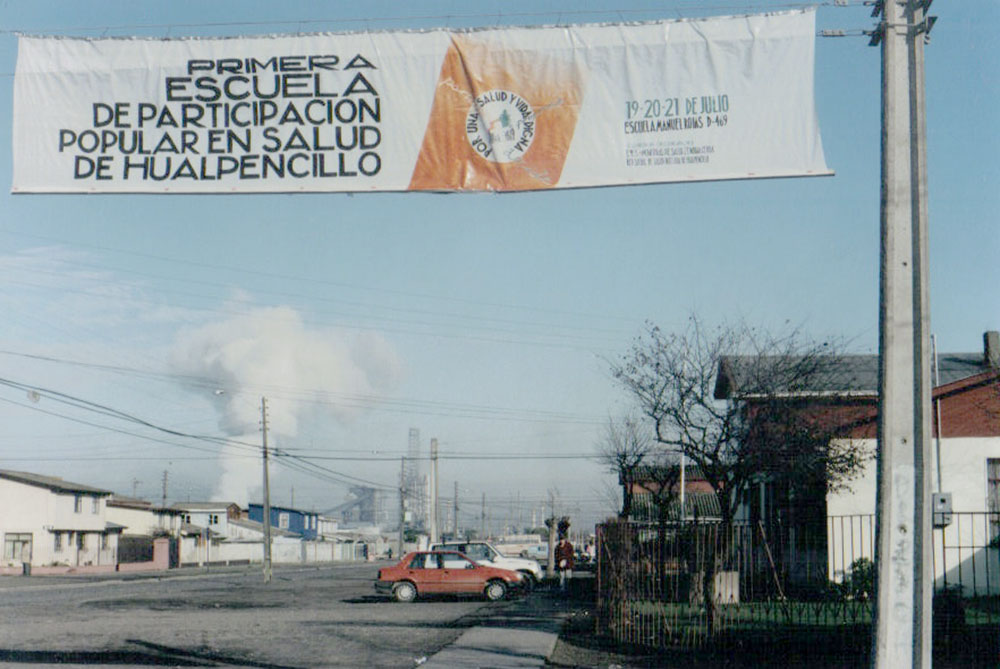 PRIMERA
ESCUELA
DE PARTICIPACION
POPULAR EN SALUD
DE HUALPENCILLO
POR UNA SALUD Y VIDA DIGNA
19-20-21 DE JULIO
ESCUELA MANUEL ROJAS D-469